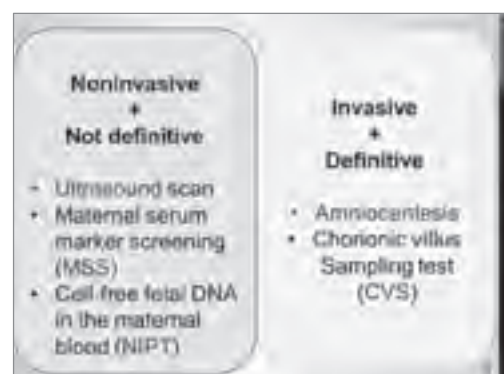 Noninvasive
+
Not definitive
- Ultrasound scan
• Maternal serum
marker screening
(MSS)
• Cell-free fetal DNA
in the maternal
blood (NIPT)
Invasive
+
Definitive
• Amniocentesis
• Chorionic villus
Sampling test
(CVS)